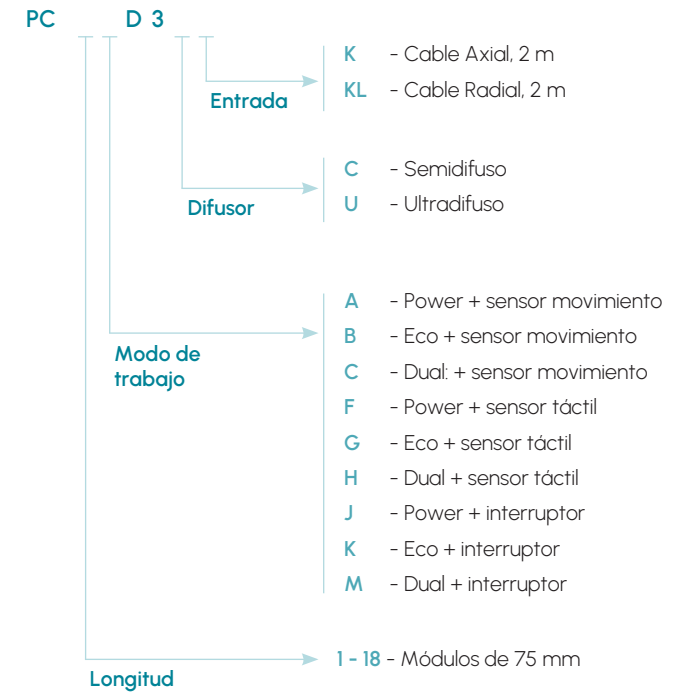 PC D 3
K - Cable Axial, 2 m
KL - Cable Radial, 2 m
Entrada
C - Semidifuso
U - Ultradifuso
Difusor
A - Power + sensor movimiento
B - Eco + sensor movimiento
C - Dual: + sensor movimiento
F - Power + sensor táctil
G - Eco + sensor táctil
H - Dual + sensor táctil
J - Power + interruptor
K - Eco + interruptor
M - Dual + interruptor
Modo de
trabajo
1 - 18 - Módulos de 75 mm
Longitud